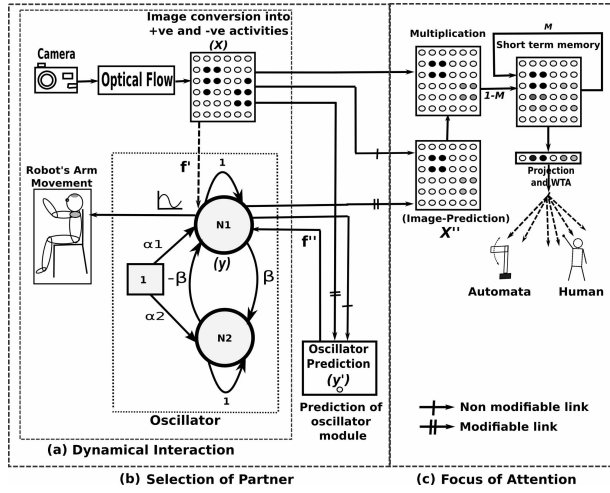 Image conversion into
+ve and -ve activities
(X)
Camera
Optical Flow
Robot's Arm
Movement
f'
1
N1
(y)
α1
1
-β
β
α2
N2
1
Oscillator
f''
Oscillator
Prediction
(y')
Prediction of
oscillator
module
(a) Dynamical Interaction
(b) Selection of Partner
Multiplication
M
Short term memory
1-M
(Image-Prediction)
X''
Projection
and WTA
Automata
Human
Non modifiable link
Modifiable link
(c) Focus of Attention